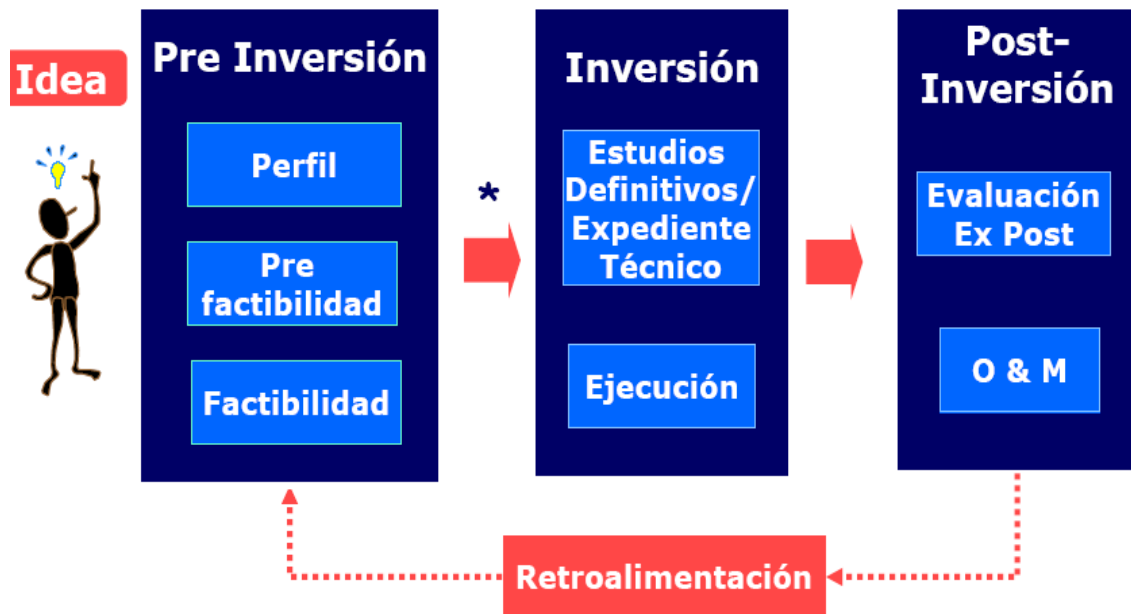 Idea
Pre Inversión
Perfil
Pre
factibilidad
Factibilidad
*
Inversión
Estudios
Definitivos/
Expediente
Técnico
Ejecución
Post-
Inversión
Evaluación
Ex Post
O & M
Retroalimentación